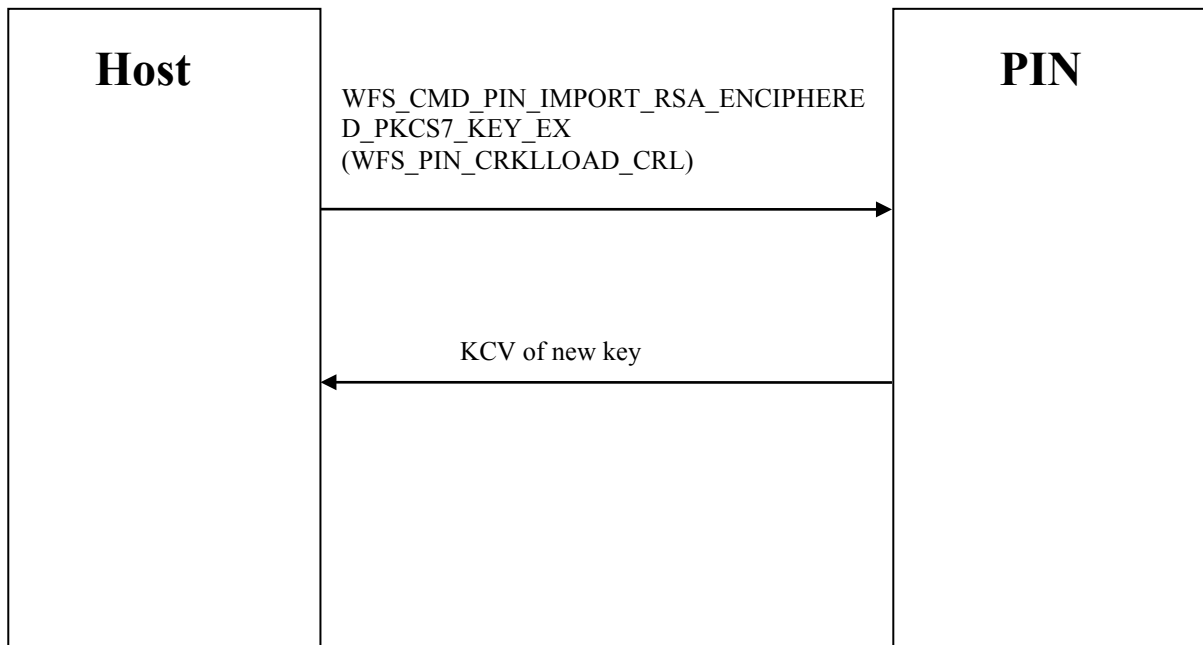 Host
PIN
WFS_CMD_PIN_IMPORT_RSA_ENCIPHERE
D_PKCS7_KEY_EX
(WFS_PIN_CRKLLOAD_CRL)
KCV of new key